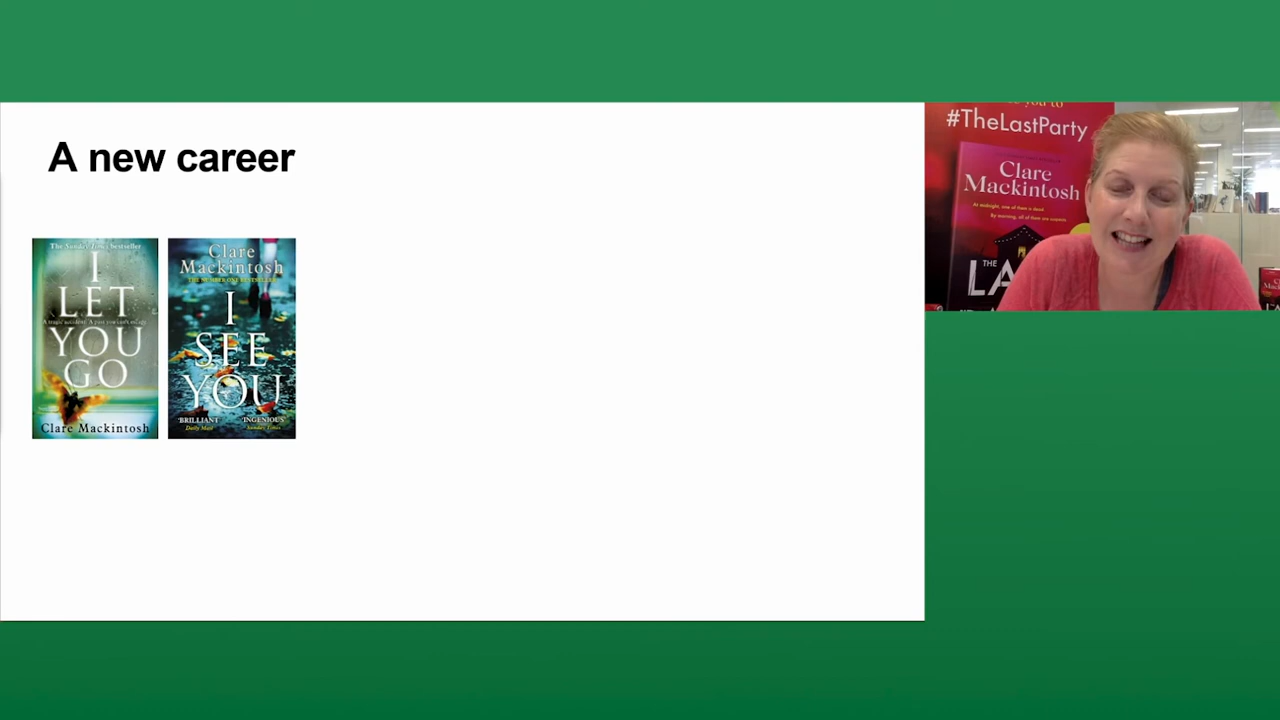 A new career
The Sunday Times bestseller
I
LET
A tragic accident. A past you can't escape
YOU
GO
Clare Mackintosh
Clare
Mackintosh
THE NUMBER ONE BESTSELLER
I
SEE
YOU
'BRILLIANT'
Daily Mail
'INGENIOUS'
Sunday Times
you to
#TheLastParty
Clare
Mackintosh
At midnight, one of them is dead.
By morning, all of them are suspects.
THE
LA